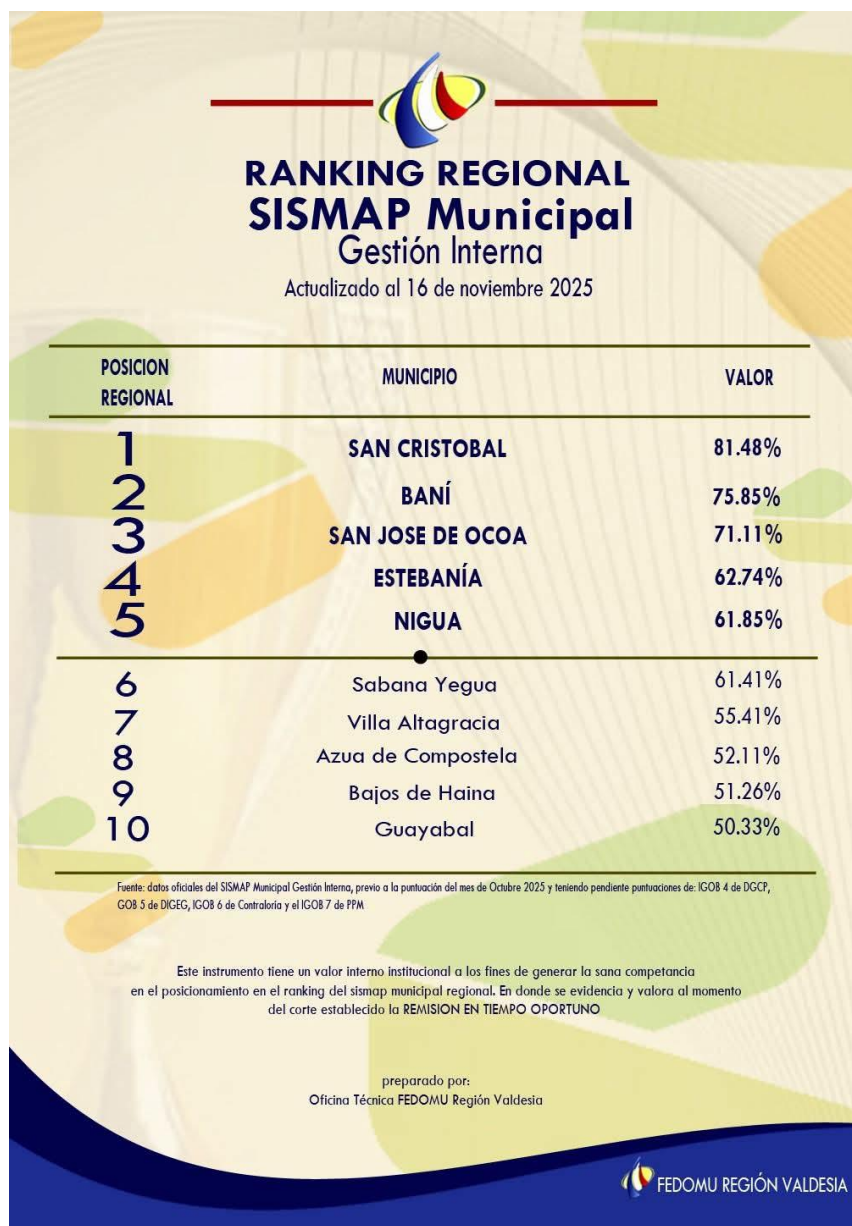 RANKING REGIONAL
SISMAP Municipal
Gestión Interna
Actualizado al 16 de noviembre 2025
POSICION REGIONAL MUNICIPIO VALOR
1 SAN CRISTOBAL 81.48%
2 BANÍ 75.85%
3 SAN JOSE DE OCOA 71.11%
4 ESTEBANÍA 62.74%
5 NIGUA 61.85%
6 Sabana Yegua 61.41%
7 Villa Altagracia 55.41%
8 Azua de Compostela 52.11%
9 Bajos de Haina 51.26%
10 Guayabal 50.33%
Fuente: datos oficiales del SISMAP Municipal Gestión Interna, previo a la puntuación del mes de Octubre 2025 y teniendo pendiente puntuaciones de: IGOB 4 de DGCP,
GOB 5 de DIGEG, IGOB 6 de Contraloria y el IGOB 7 de PPM
Este instrumento tiene un valor interno institucional a los fines de generar la sana competancia
en el posicionamiento en el ranking del sismap municipal regional. En donde se evidencia y valora al momento
del corte establecido la REMISION EN TIEMPO OPORTUNO
preparado por:
Oficina Técnica FEDOMU Región Valdesia
FEDOMU REGIÓN VALDESIA